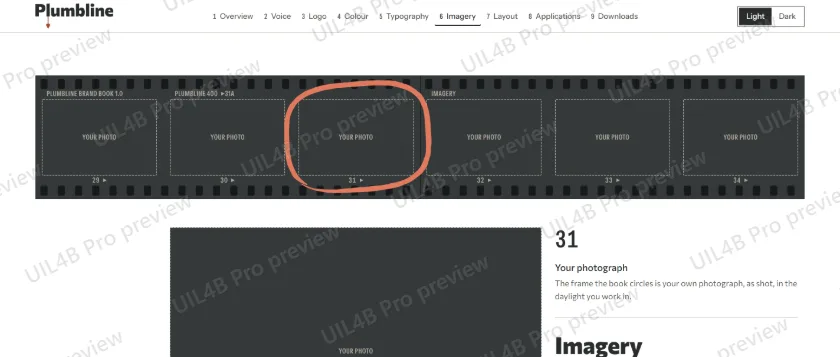 Plumbline
1 Overview 2 Voice 3 Logo 4 Colour 5 Typography 6 Imagery 7 Layout 8 Applications 9 Downloads
Light Dark
PLUMBLINE BRAND BOOK 1.0 PLUMBLINE 400 ▸31A IMAGERY
YOUR PHOTO YOUR PHOTO YOUR PHOTO YOUR PHOTO YOUR PHOTO YOUR PHOTO
29 ▸ 30 ▸ 31 ▸ 32 ▸ 33 ▸ 34 ▸
31
Your photograph
The frame the book circles is your own photograph, as shot, in the
daylight you work in.
Imagery
YOUR PHOTO
UIL4B Pro preview